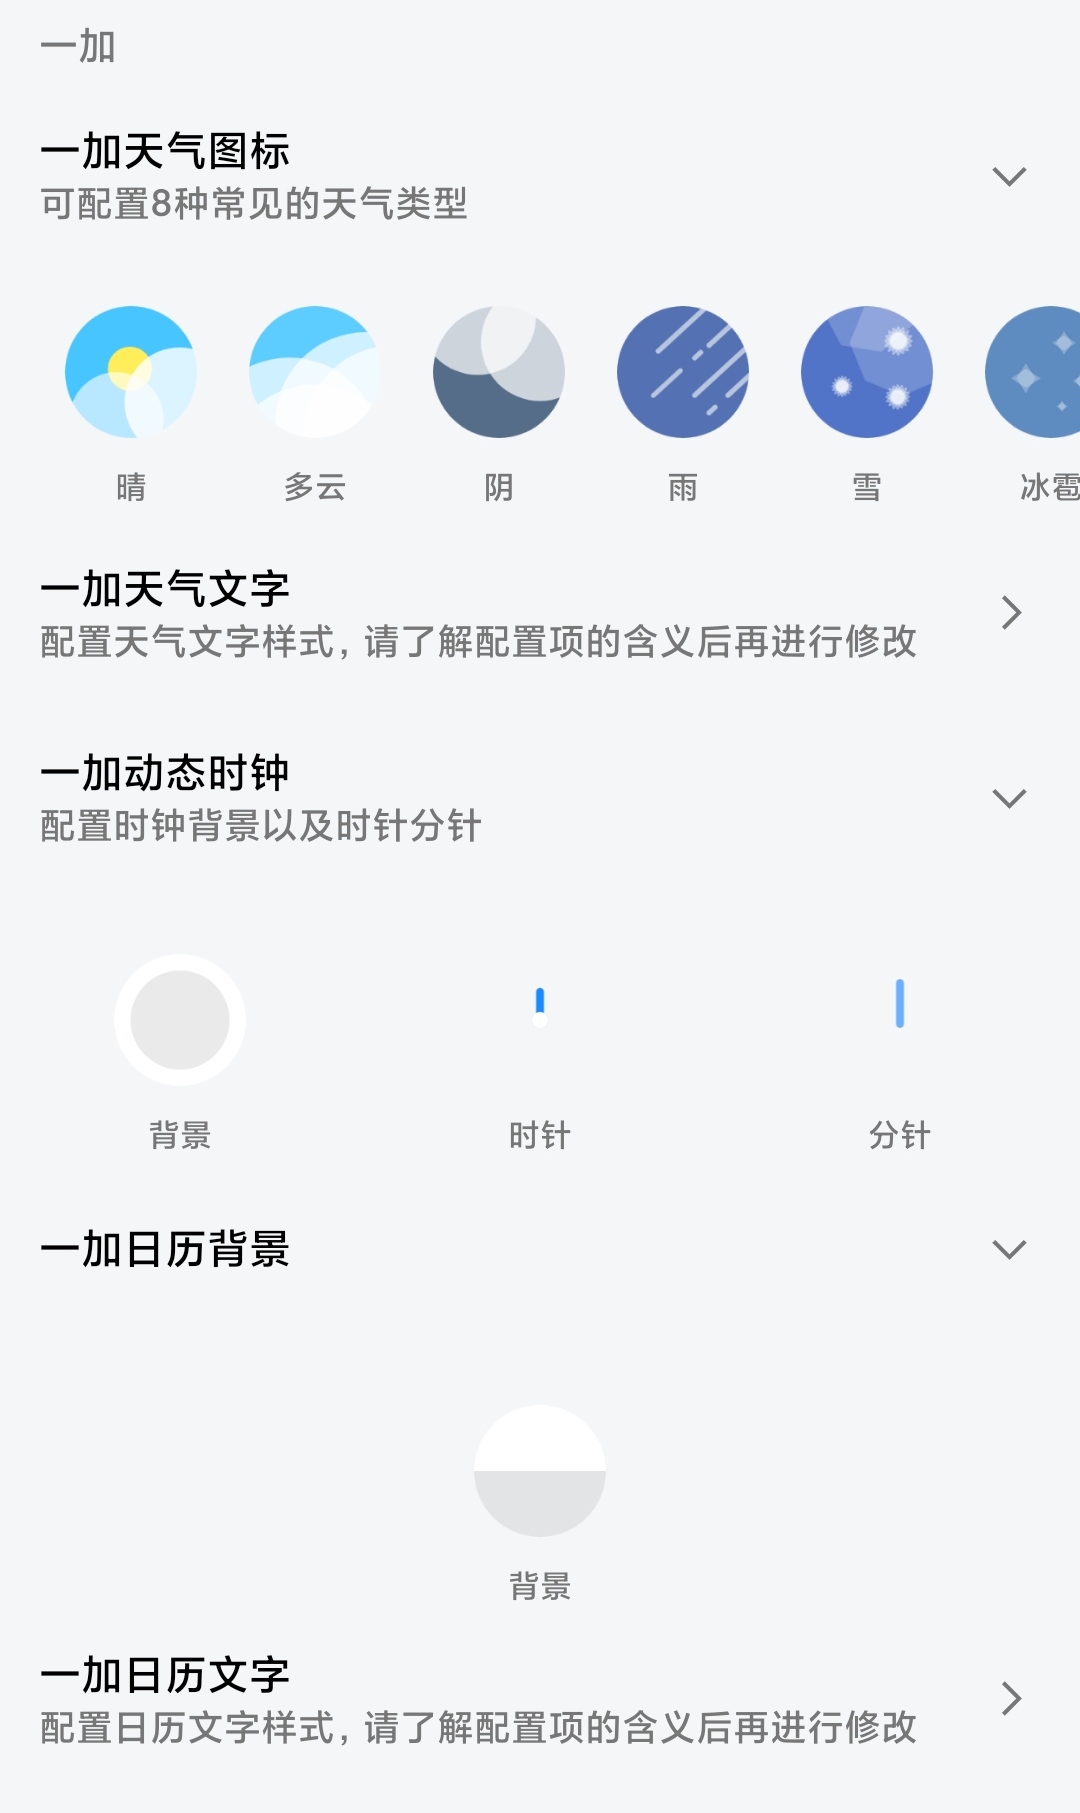 一加
一加天气图标
可配置8种常见的天气类型
晴
多云
阴
雨
雪
冰雹
一加天气文字
配置天气文字样式，请了解配置项的含义后再进行修改
一加动态时钟
配置时钟背景以及时针分针
背景
时针
分针
一加日历背景
背景
一加日历文字
配置日历文字样式，请了解配置项的含义后再进行修改